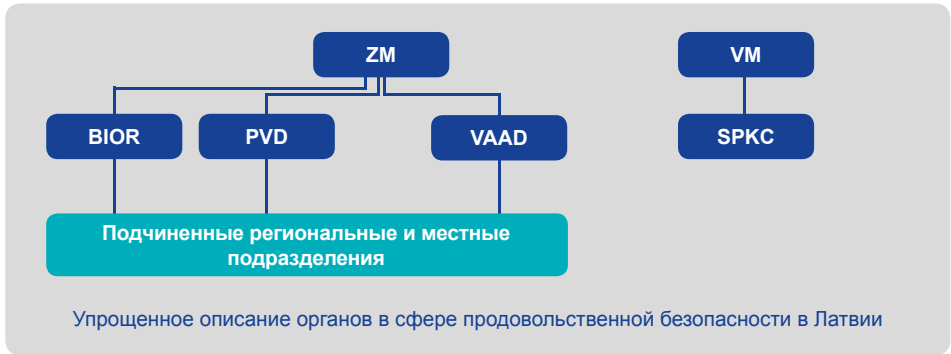 ZM
VM
BIOR
PVD
VAAD
SPKC
Подчиненные региональные и местные
подразделения
Упрощенное описание органов в сфере продовольственной безопасности в Латвии